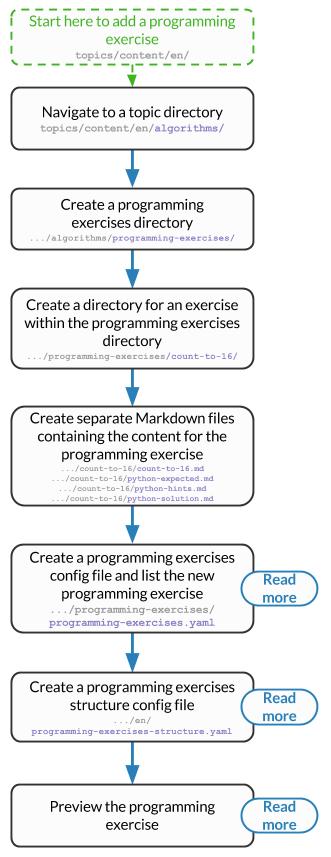 Start here to add a programming
exercise
topics/content/en/
Navigate to a topic directory
topics/content/en/algorithms/
Create a programming
exercises directory
.../algorithms/programming-exercises/
Create a directory for an exercise
within the programming exercises
directory
.../programming-exercises/count-to-16/
Create separate Markdown files
containing the content for the
programming exercise
.../count-to-16/count-to-16.md
.../count-to-16/python-expected.md
.../count-to-16/python-hints.md
.../count-to-16/python-solution.md
Create a programming exercises
config file and list the new
programming exercise
.../programming-exercises/
programming-exercises.yaml
Read
more
Create a programming exercises
structure config file
.../en/
programming-exercises-structure.yaml
Read
more
Preview the programming
exercise
Read
more